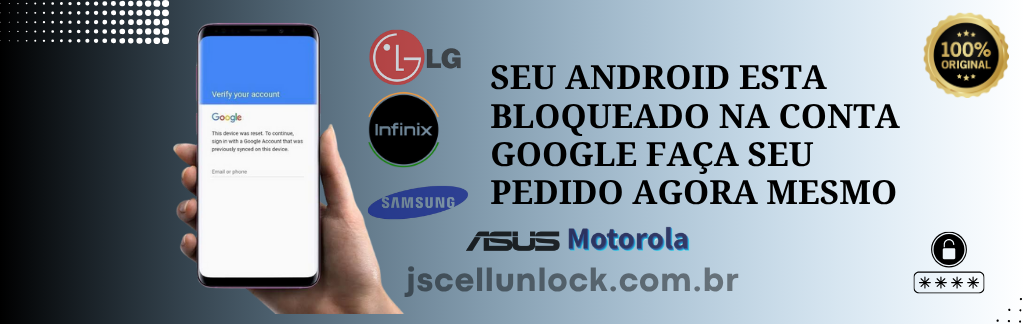 Verify your account
Google
This device was reset. To continue,
sign in with a Google Account that was
previously synced on this device.
Email or phone
LG
Infinix
SAMSUNG
SEU ANDROID ESTA
BLOQUEADO NA CONTA
GOOGLE FAÇA SEU
PEDIDO AGORA MESMO
ASUS Motorola
jscellunlock.com.br
100%
ORIGINAL
****